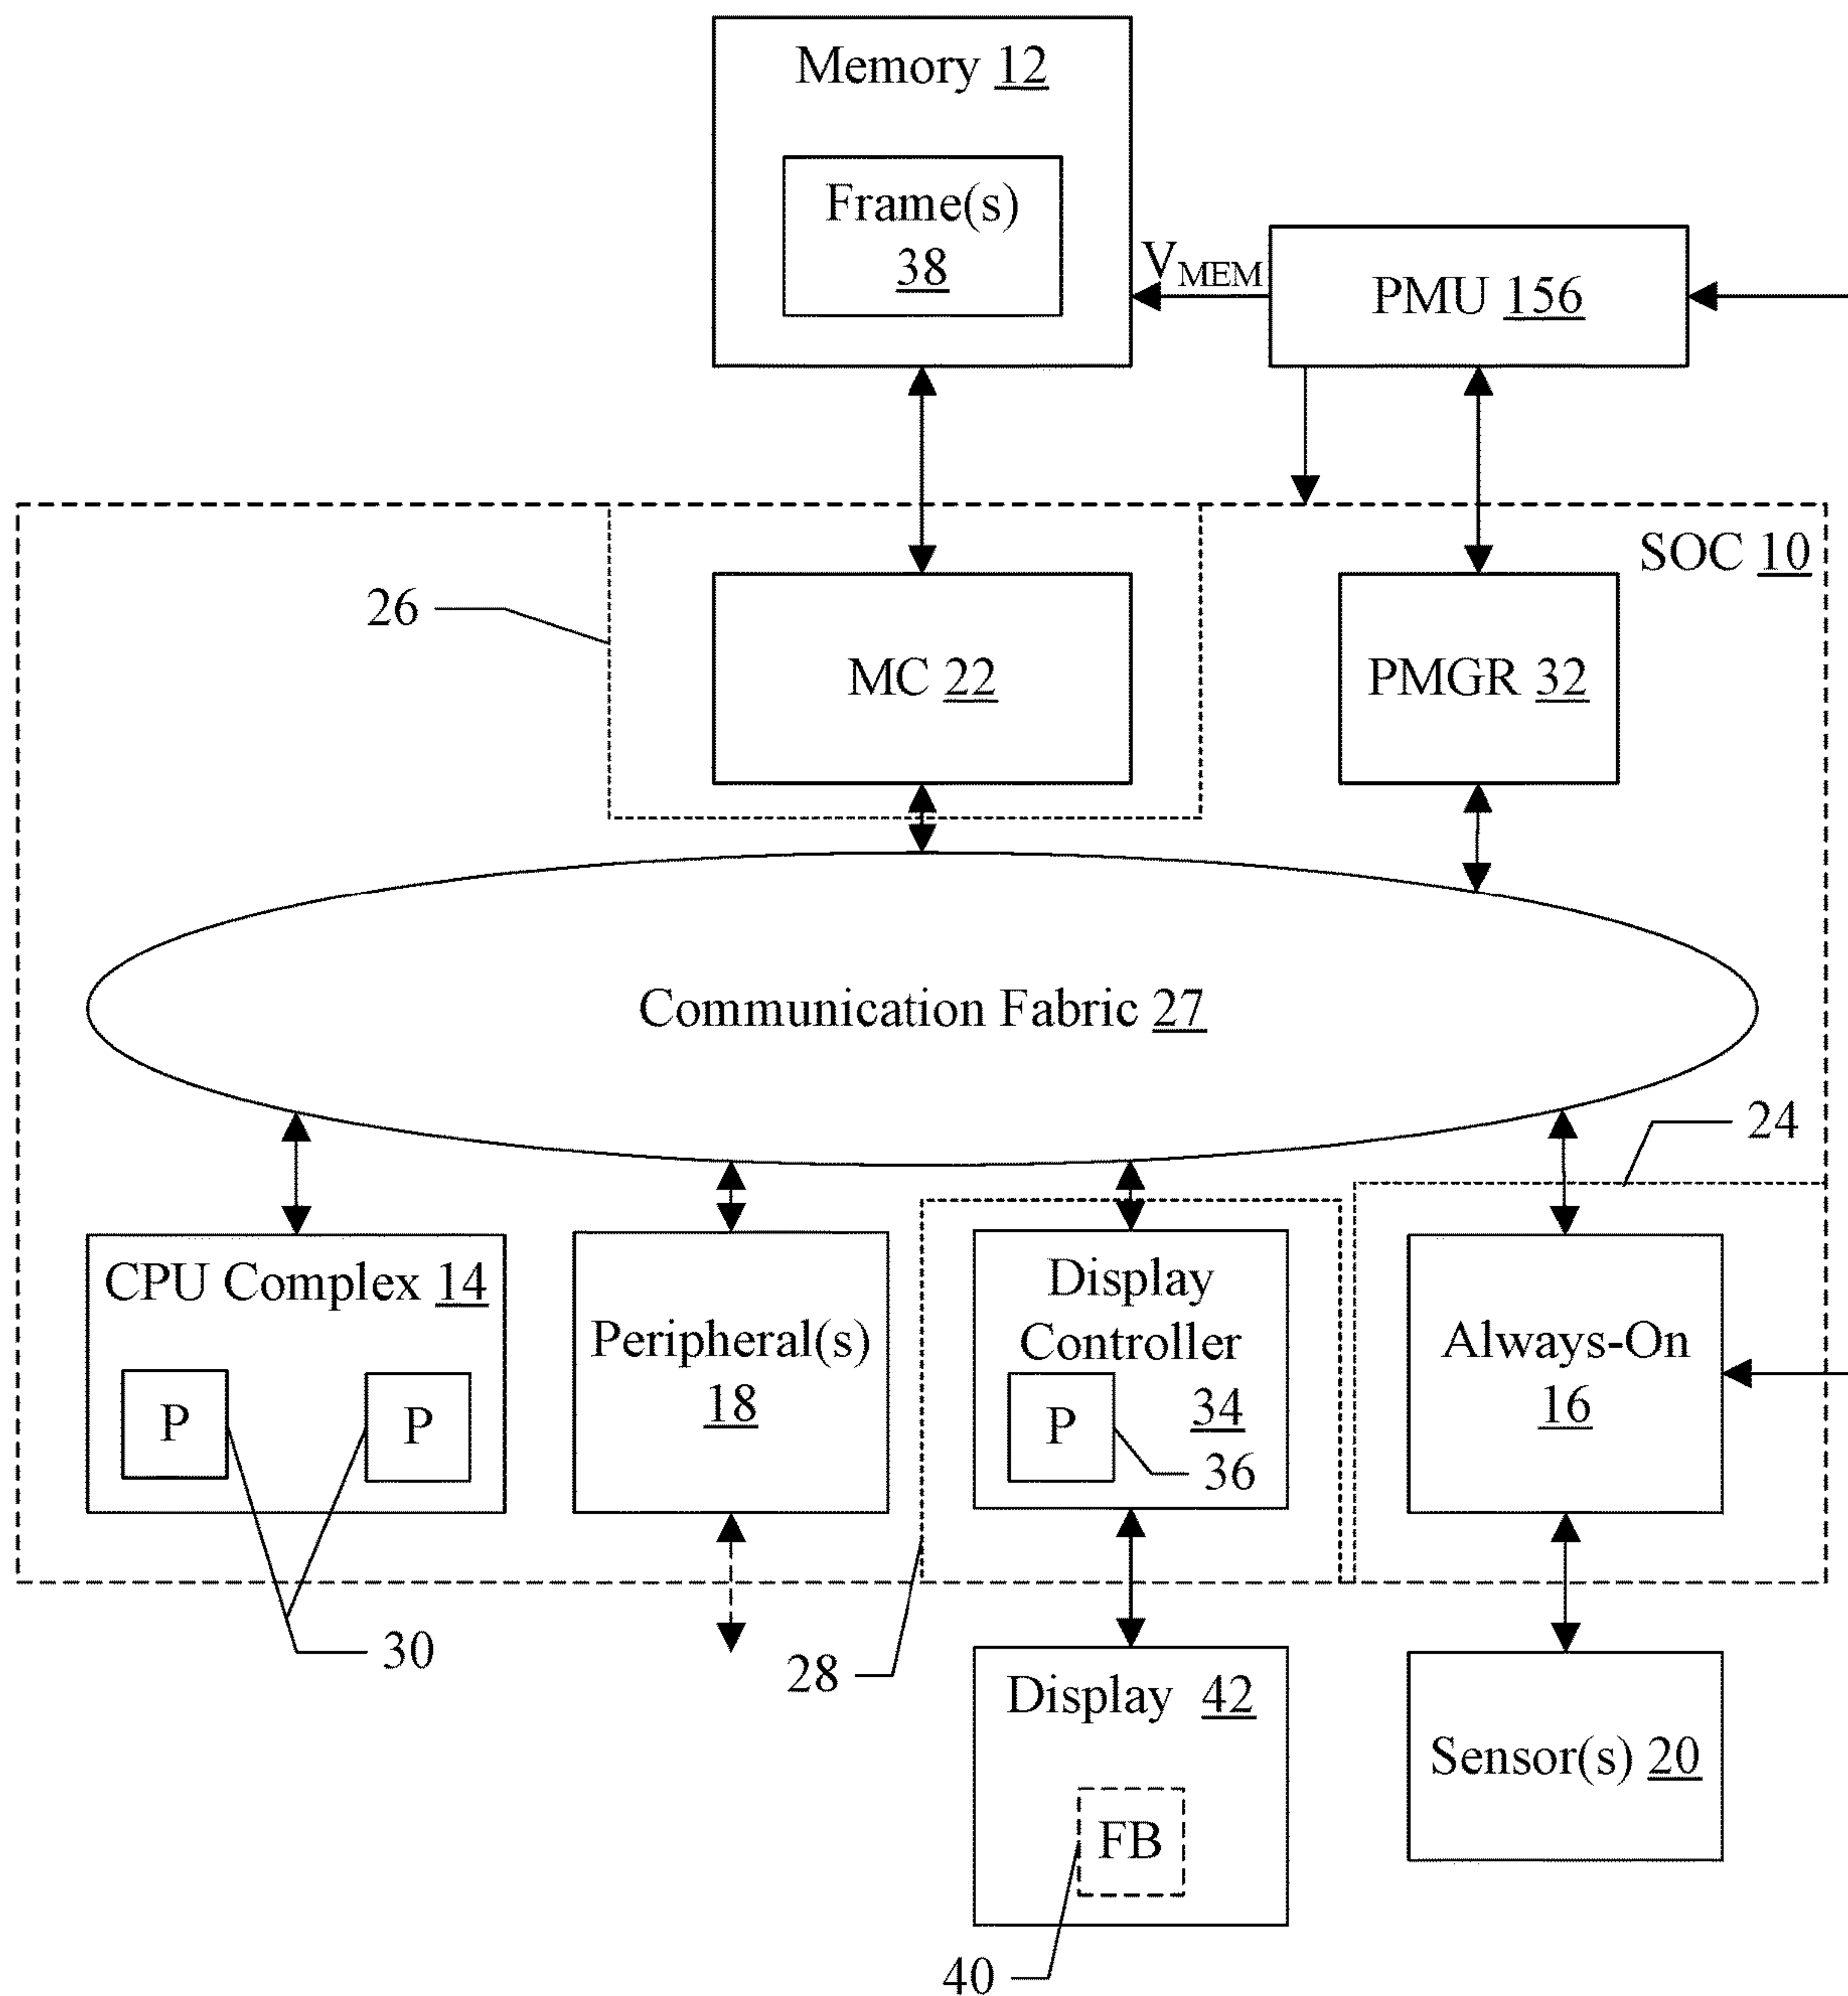 Memory 12
Frame(s)
38
VMEM
PMU 156
SOC 10
26
MC 22
PMGR 32
Communication Fabric 27
24
CPU Complex 14
P
P
30
Peripheral(s)
18
Display
Controller
34
P
36
28
Always-On
16
Display 42
FB
40
Sensor(s) 20